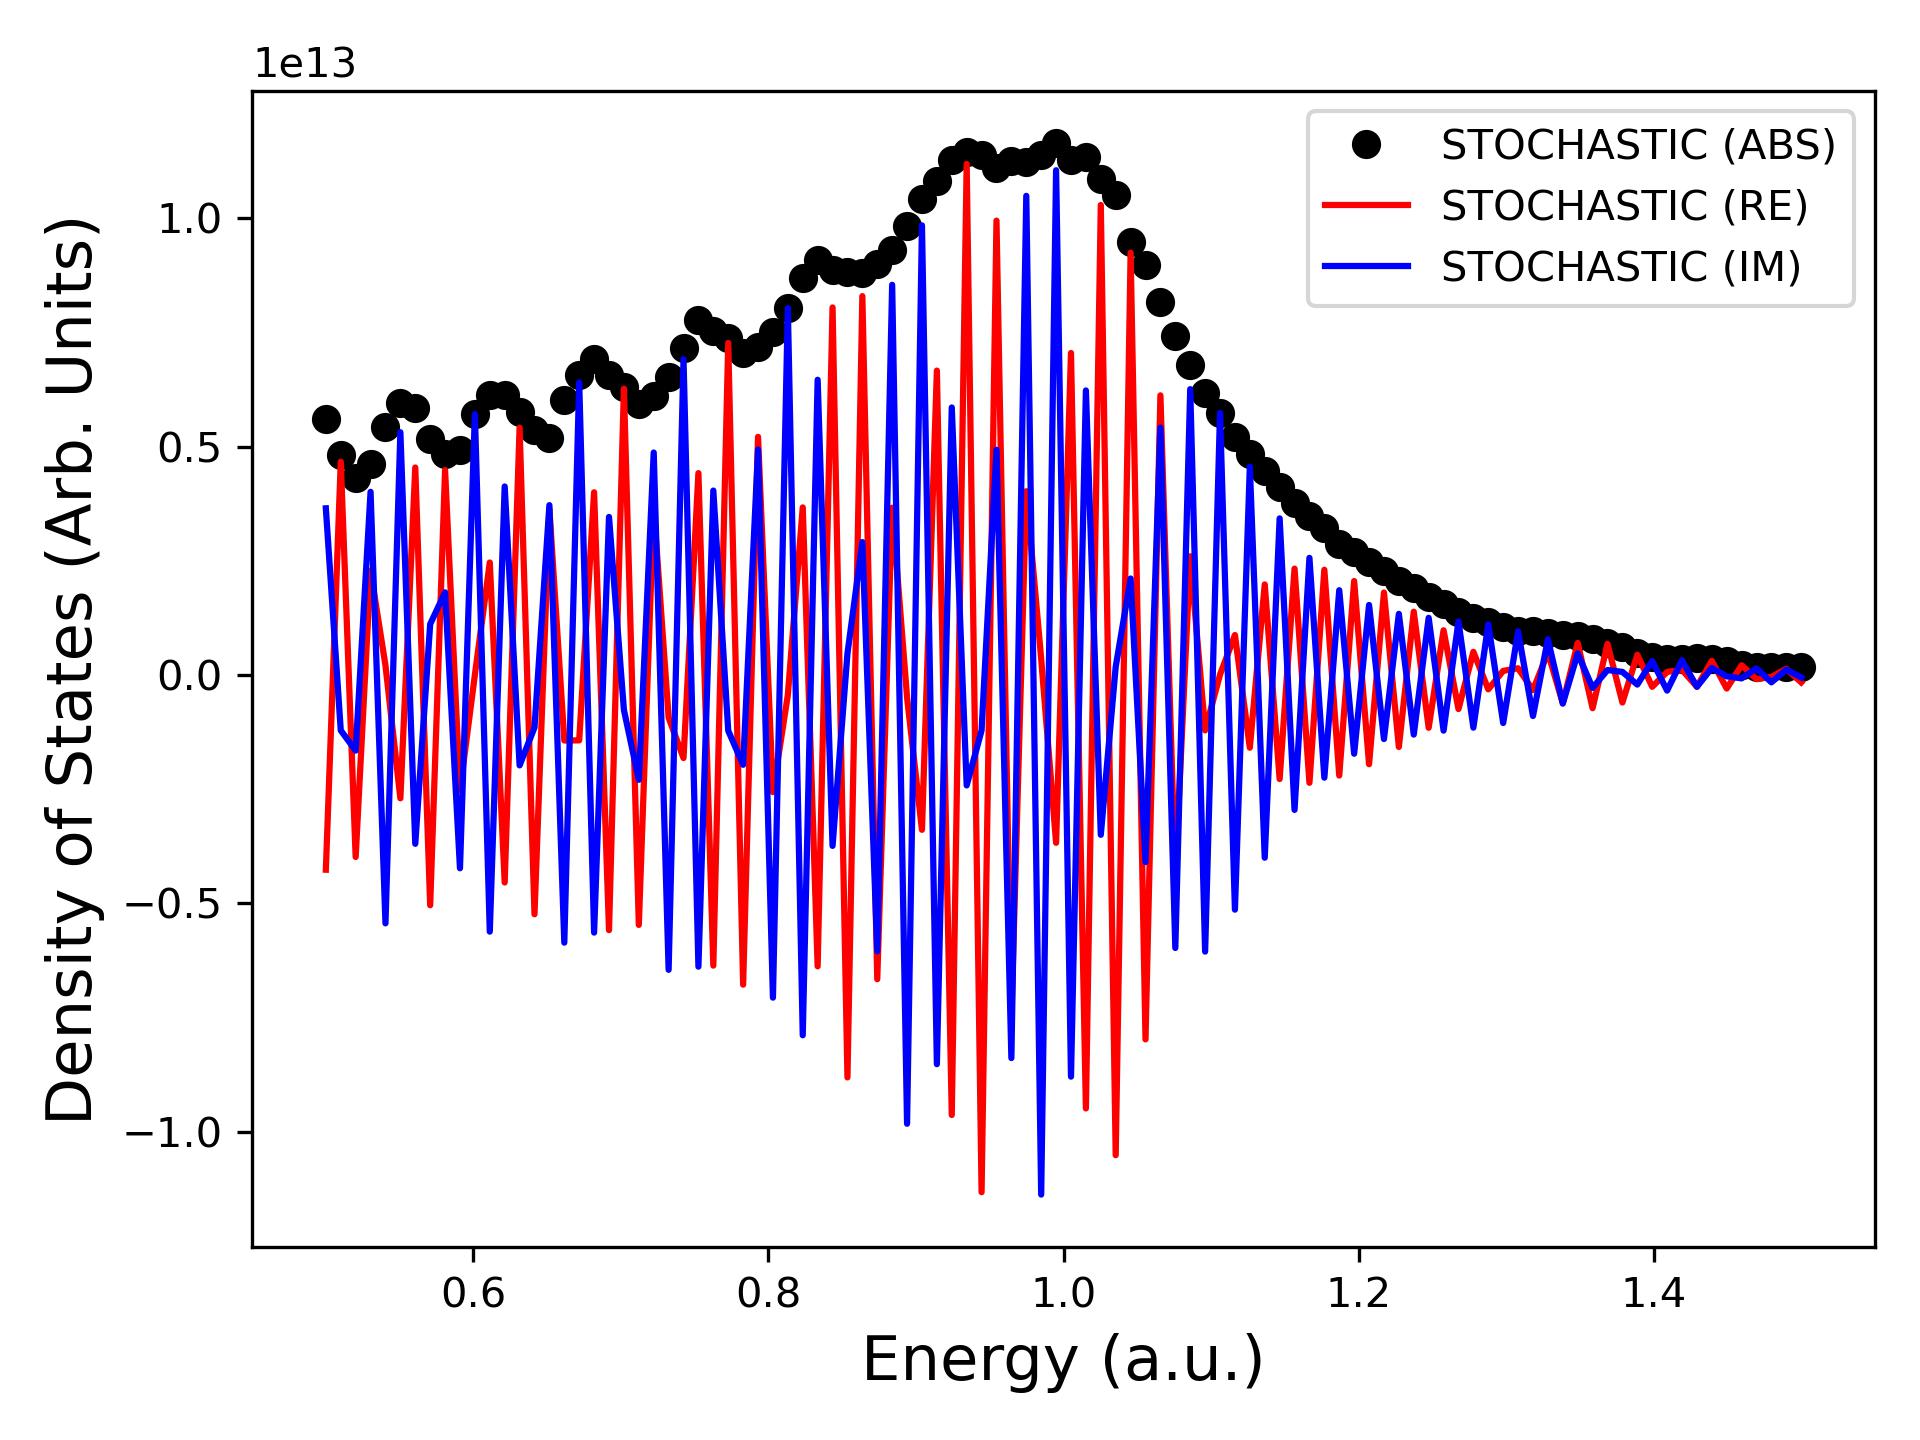 1e13
Density of States (Arb. Units)
1.0
0.5
0.0
−0.5
−1.0
STOCHASTIC (ABS)
STOCHASTIC (RE)
STOCHASTIC (IM)
0.6 0.8 1.0 1.2 1.4
Energy (a.u.)